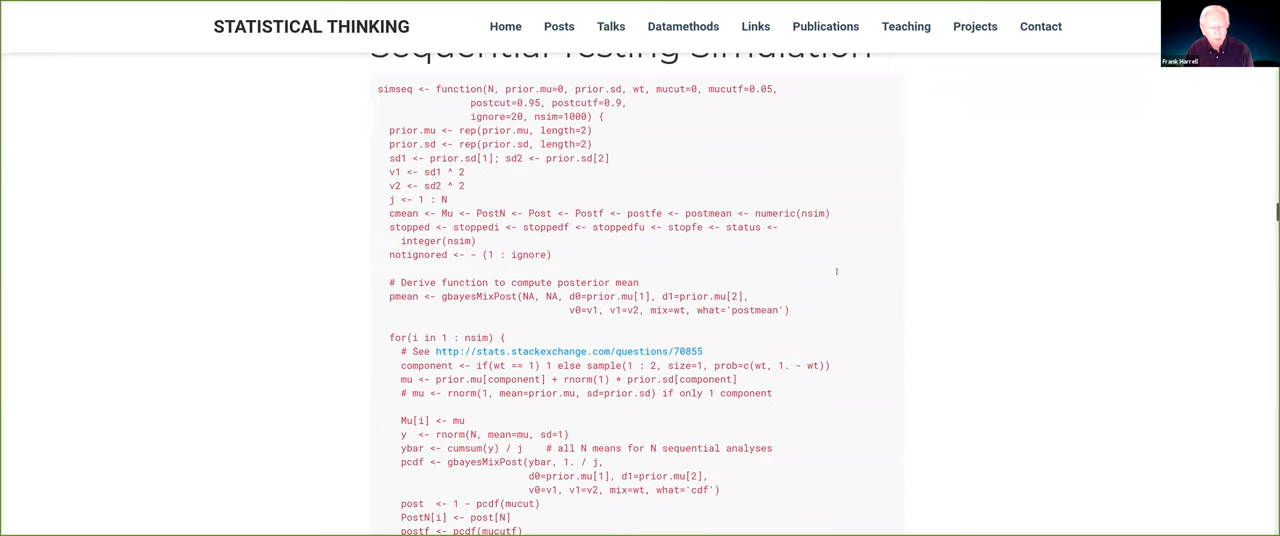 STATISTICAL THINKING
Home Posts Talks Datamethods Links Publications Teaching Projects Contact
Frank Harrell
Sequential Testing Simulation
simseq <- function(N, prior.mu=0, prior.sd, wt, mucut=0, mucutf=0.05,
postcut=0.95, postcutf=0.9,
ignore=20, nsim=1000) {
prior.mu <- rep(prior.mu, length=2)
prior.sd <- rep(prior.sd, length=2)
sd1 <- prior.sd[1]; sd2 <- prior.sd[2]
v1 <- sd1 ^ 2
v2 <- sd2 ^ 2
j <- 1 : N
cmean <- Mu <- PostN <- Post <- Postf <- postfe <- postmean <- numeric(nsim)
stopped <- stoppedi <- stoppedf <- stoppedfu <- stopfe <- status <-
integer(nsim)
notignored <- - (1 : ignore)
# Derive function to compute posterior mean
pmean <- gbayesMixPost(NA, NA, d0=prior.mu[1], d1=prior.mu[2],
v0=v1, v1=v2, mix=wt, what='postmean')
for(i in 1 : nsim) {
# See http://stats.stackexchange.com/questions/70855
component <- if(wt == 1) 1 else sample(1 : 2, size=1, prob=c(wt, 1. - wt))
mu <- prior.mu[component] + rnorm(1) * prior.sd[component]
# mu <- rnorm(1, mean=prior.mu, sd=prior.sd) if only 1 component
Mu[i] <- mu
y <- rnorm(N, mean=mu, sd=1)
ybar <- cumsum(y) / j # all N means for N sequential analyses
pcdf <- gbayesMixPost(ybar, 1. / j,
d0=prior.mu[1], d1=prior.mu[2],
v0=v1, v1=v2, mix=wt, what='cdf')
post <- 1 - pcdf(mucut)
PostN[i] <- post[N]
postf <- pcdf(mucutf)